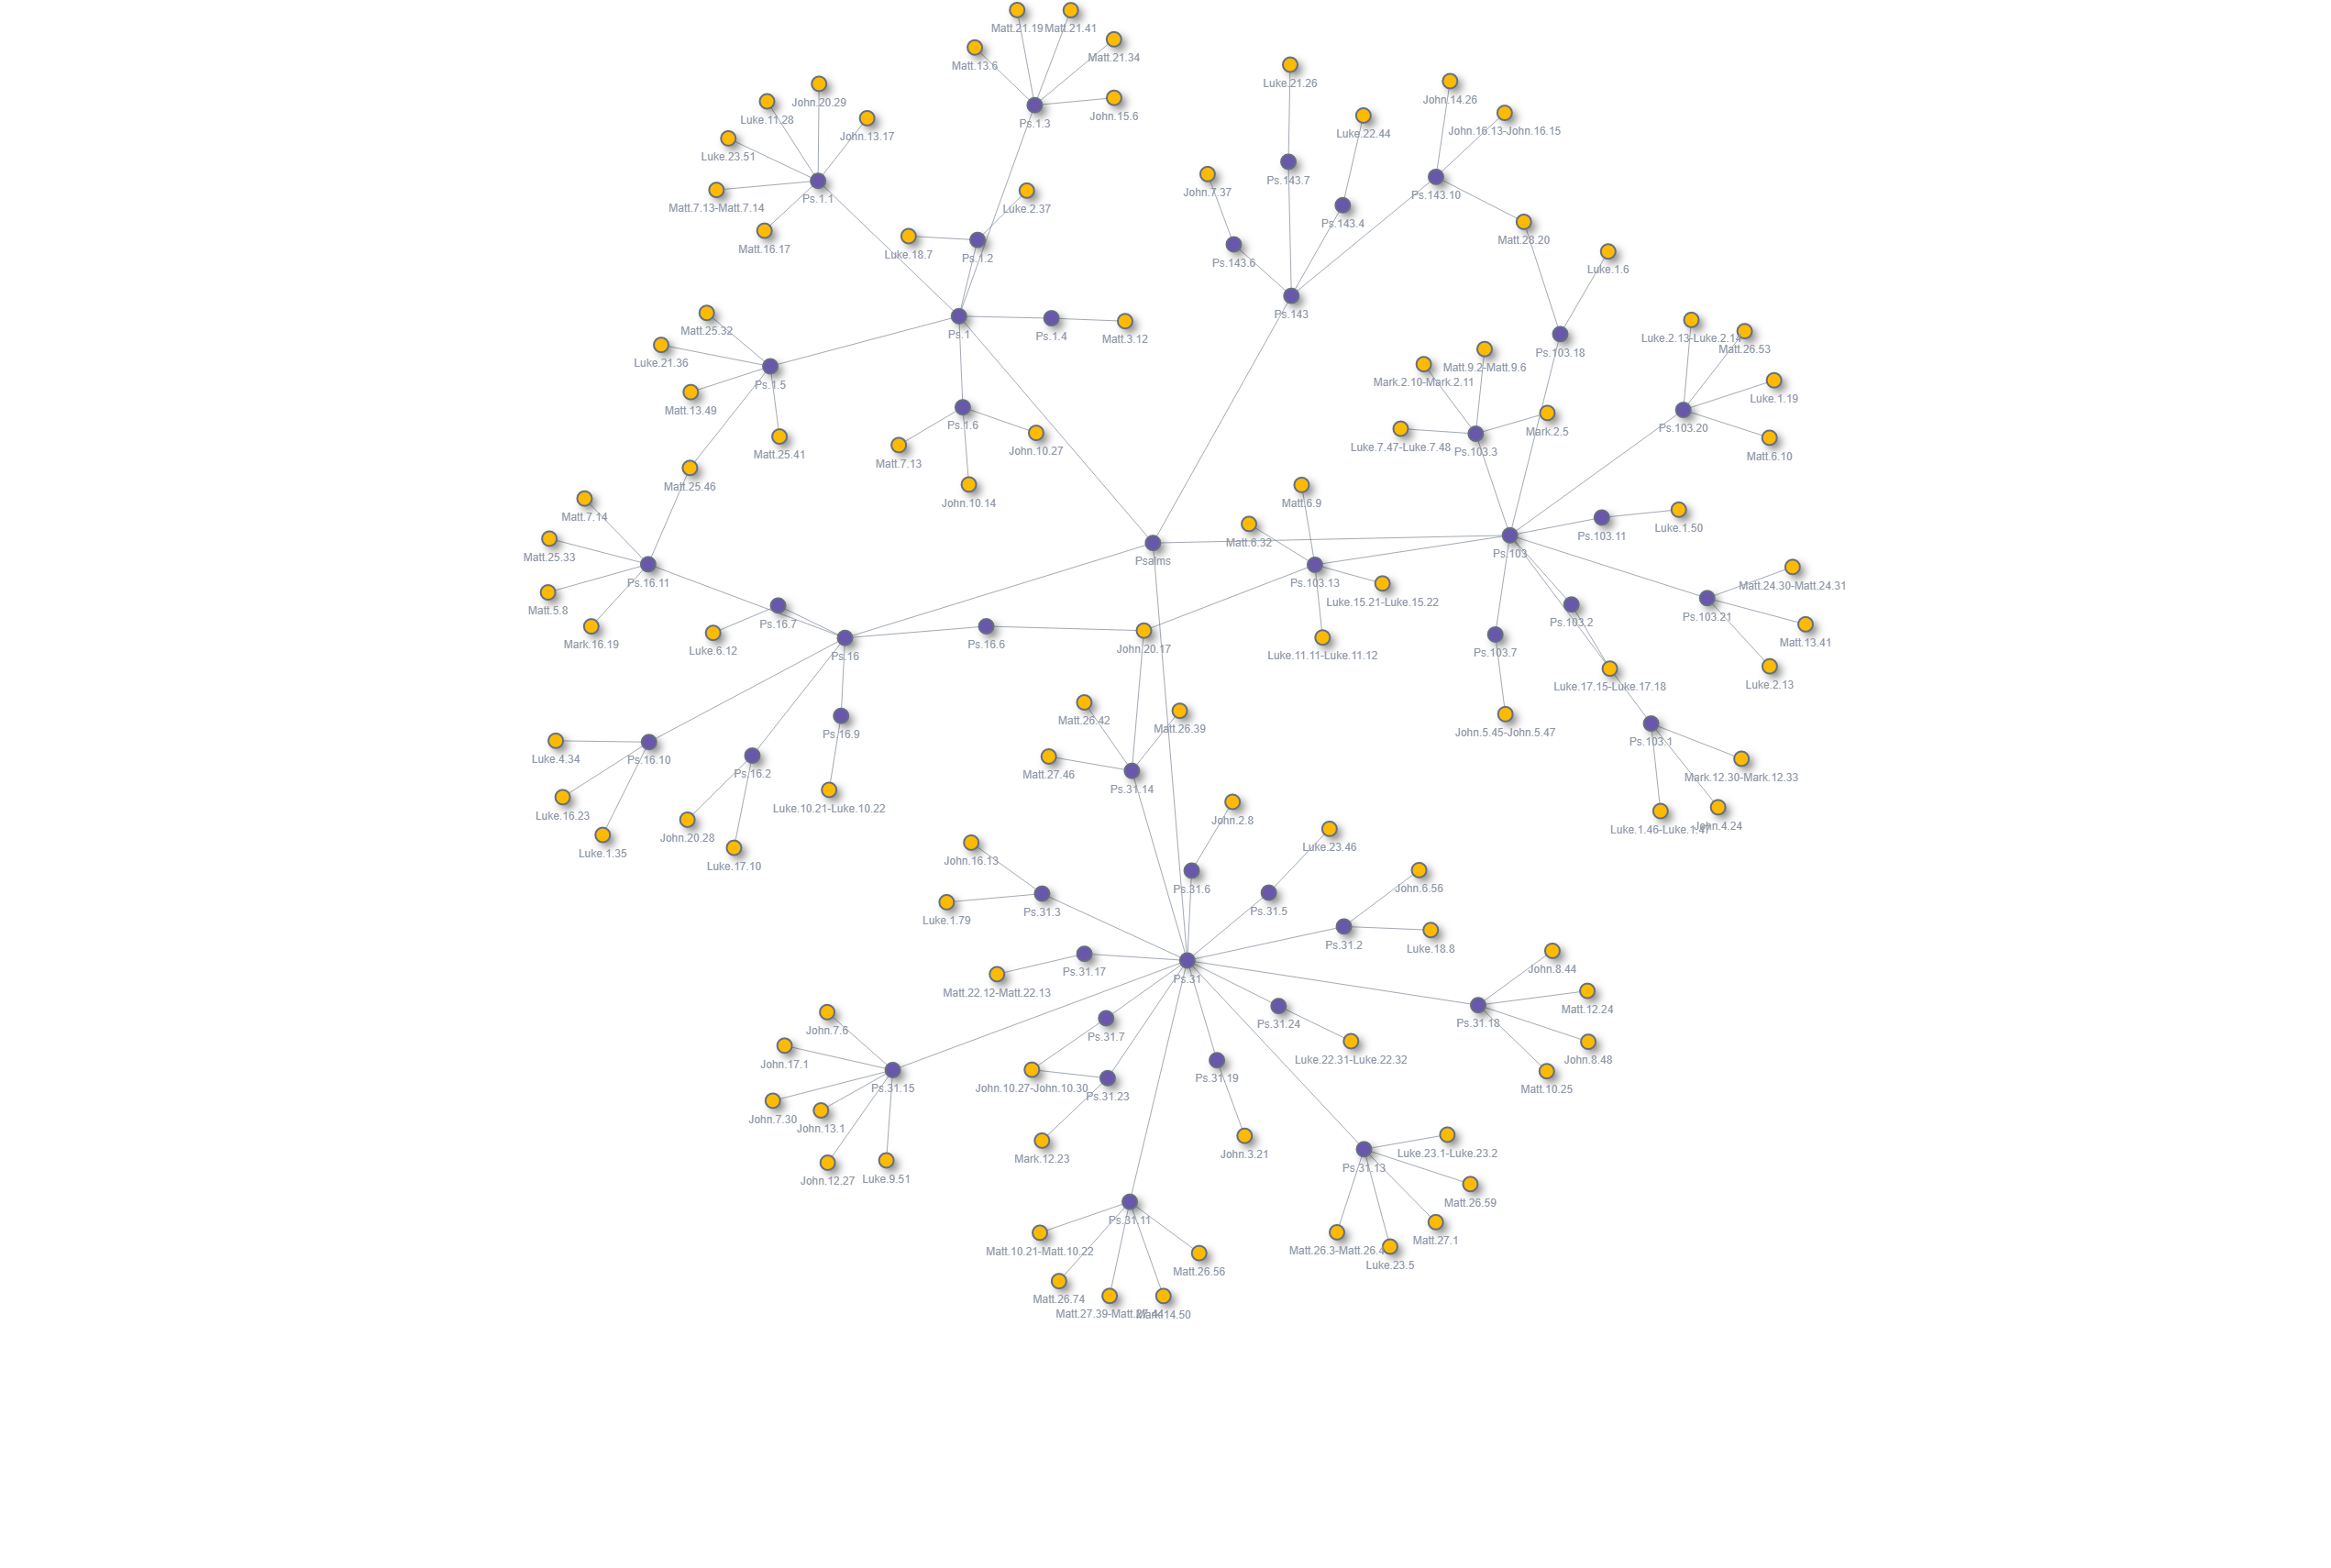 Matt.21.19
Matt.21.41
Matt.13.6
Matt.21.34
Luke.21.26
John.20.29
Luke.11.28
John.14.26
John.15.6
Ps.1.3
John.13.17
Luke.22.44
John.16.13-John.16.15
Luke.23.51
Ps.143.7
John.7.37
Ps.143.10
Ps.1.1
Matt.7.13-Matt.7.14
Luke.2.37
Ps.143.4
Matt.16.17
Luke.18.7
Ps.1.2
Ps.143.6
Matt.28.20
Luke.1.6
Ps.143
Matt.25.32
Ps.1
Ps.1.4
Matt.3.12
Luke.2.13-Luke.2.14
Matt.26.53
Ps.103.18
Luke.21.36
Matt.9.2-Matt.9.6
Mark.2.10-Mark.2.11
Ps.1.5
Luke.1.19
Matt.13.49
Ps.1.6
Mark.2.5
Ps.103.20
Matt.25.41
Matt.7.13
John.10.27
Luke.7.47-Luke.7.48
Ps.103.3
Matt.6.10
Matt.25.46
John.10.14
Matt.6.9
Matt.7.14
Luke.1.50
Matt.6.32
Ps.103.11
Matt.25.33
Psalms
Ps.103
Ps.16.11
Ps.103.13
Matt.24.30-Matt.24.31
Matt.5.8
Luke.15.21-Luke.15.22
Ps.16.7
Ps.103.2
Ps.103.21
Mark.16.19
Luke.6.12
Ps.16
Ps.16.6
John.20.17
Luke.11.11-Luke.11.12
Ps.103.7
Matt.13.41
Luke.17.15-Luke.17.18
Luke.2.13
Matt.26.42
Matt.26.39
Ps.16.9
John.5.45-John.5.47
Ps.103.1
Luke.4.34
Ps.16.10
Ps.16.2
Matt.27.46
Ps.31.14
Mark.12.30-Mark.12.33
Luke.16.23
Luke.10.21-Luke.10.22
John.2.8
Luke.1.46-Luke.1.47
John.4.24
Luke.1.35
John.20.28
Luke.17.10
John.16.13
Luke.23.46
Ps.31.6
John.6.56
Luke.1.79
Ps.31.3
Ps.31.5
Ps.31.2
Luke.18.8
Ps.31.17
Ps.31
John.8.44
Matt.22.12-Matt.22.13
Matt.12.24
John.7.6
Ps.31.7
Ps.31.24
Ps.31.18
John.17.1
Luke.22.31-Luke.22.32
John.8.48
Ps.31.15
John.10.27-John.10.30
Ps.31.23
Ps.31.19
Matt.10.25
John.7.30
John.13.1
Mark.12.23
John.3.21
Luke.23.1-Luke.23.2
Ps.31.13
John.12.27
Luke.9.51
Matt.26.59
Ps.31.11
Matt.10.21-Matt.10.22
Matt.27.1
Matt.26.3-Matt.26.4
Luke.23.5
Matt.26.56
Matt.26.74
Matt.27.39-Matt.27.44
Mark.14.50